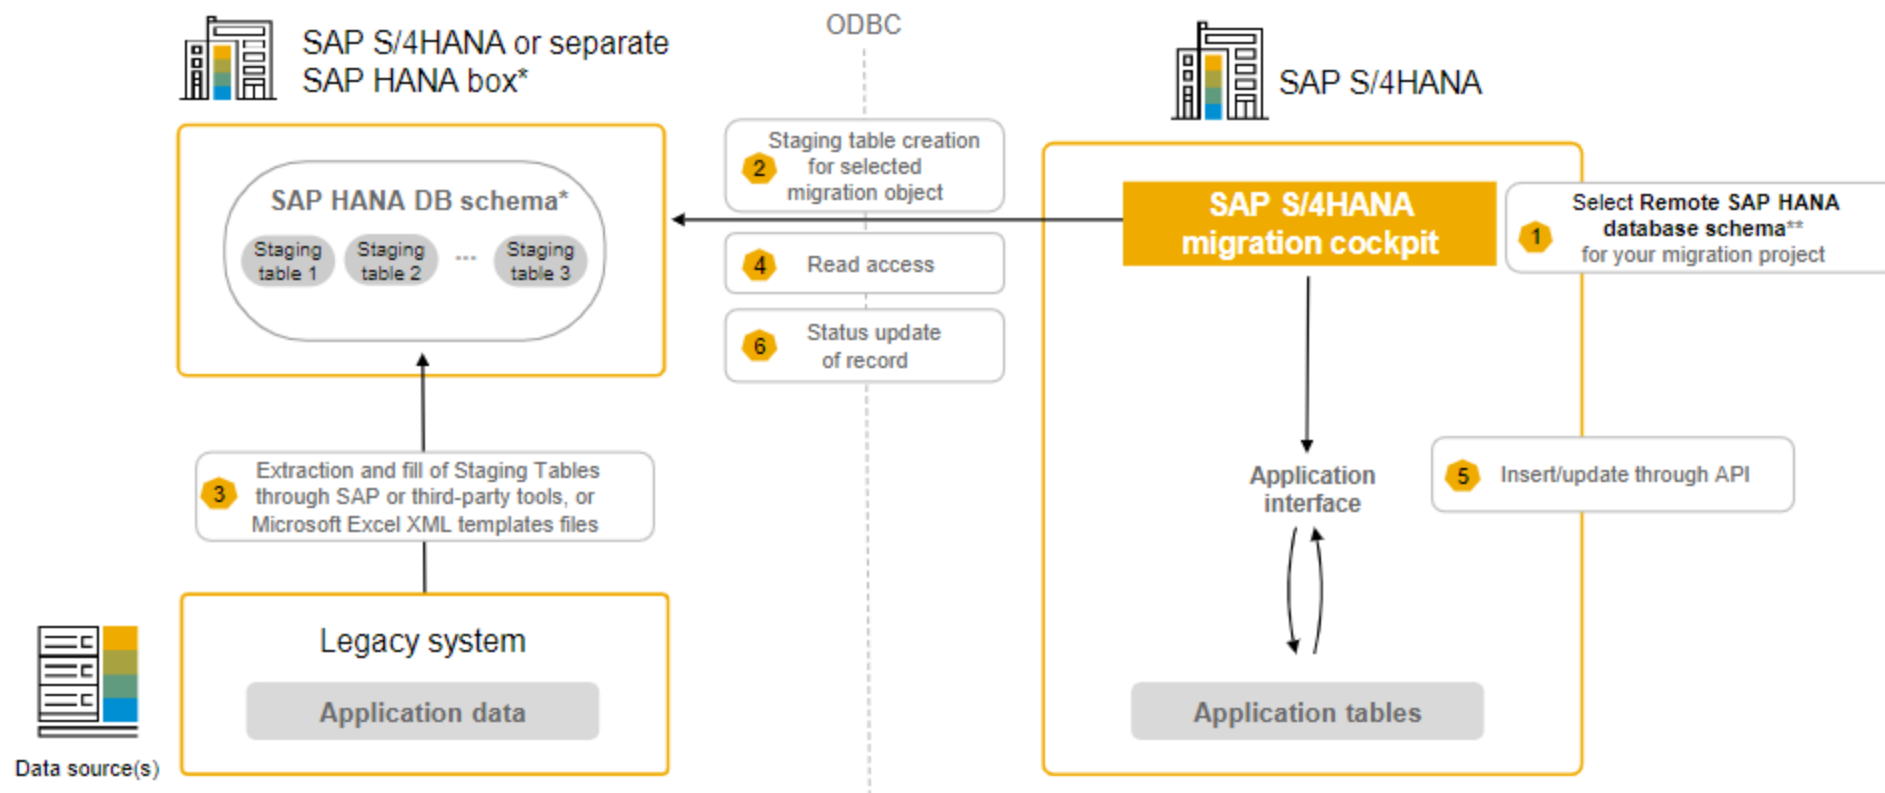 SAP S/4HANA or separate
SAP HANA box*
ODBC
SAP S/4HANA
SAP HANA DB schema*
Staging
table 1
Staging
table 2
...
Staging
table 3
2
Staging table creation
for selected
migration object
4
Read access
6
Status update
of record
SAP S/4HANA
migration cockpit
1
Select Remote SAP HANA
database schema**
for your migration project
3
Extraction and fill of Staging Tables
through SAP or third-party tools, or
Microsoft Excel XML templates files
Application
interface
5
Insert/update through API
Legacy system
Application data
Application tables
Data source(s)